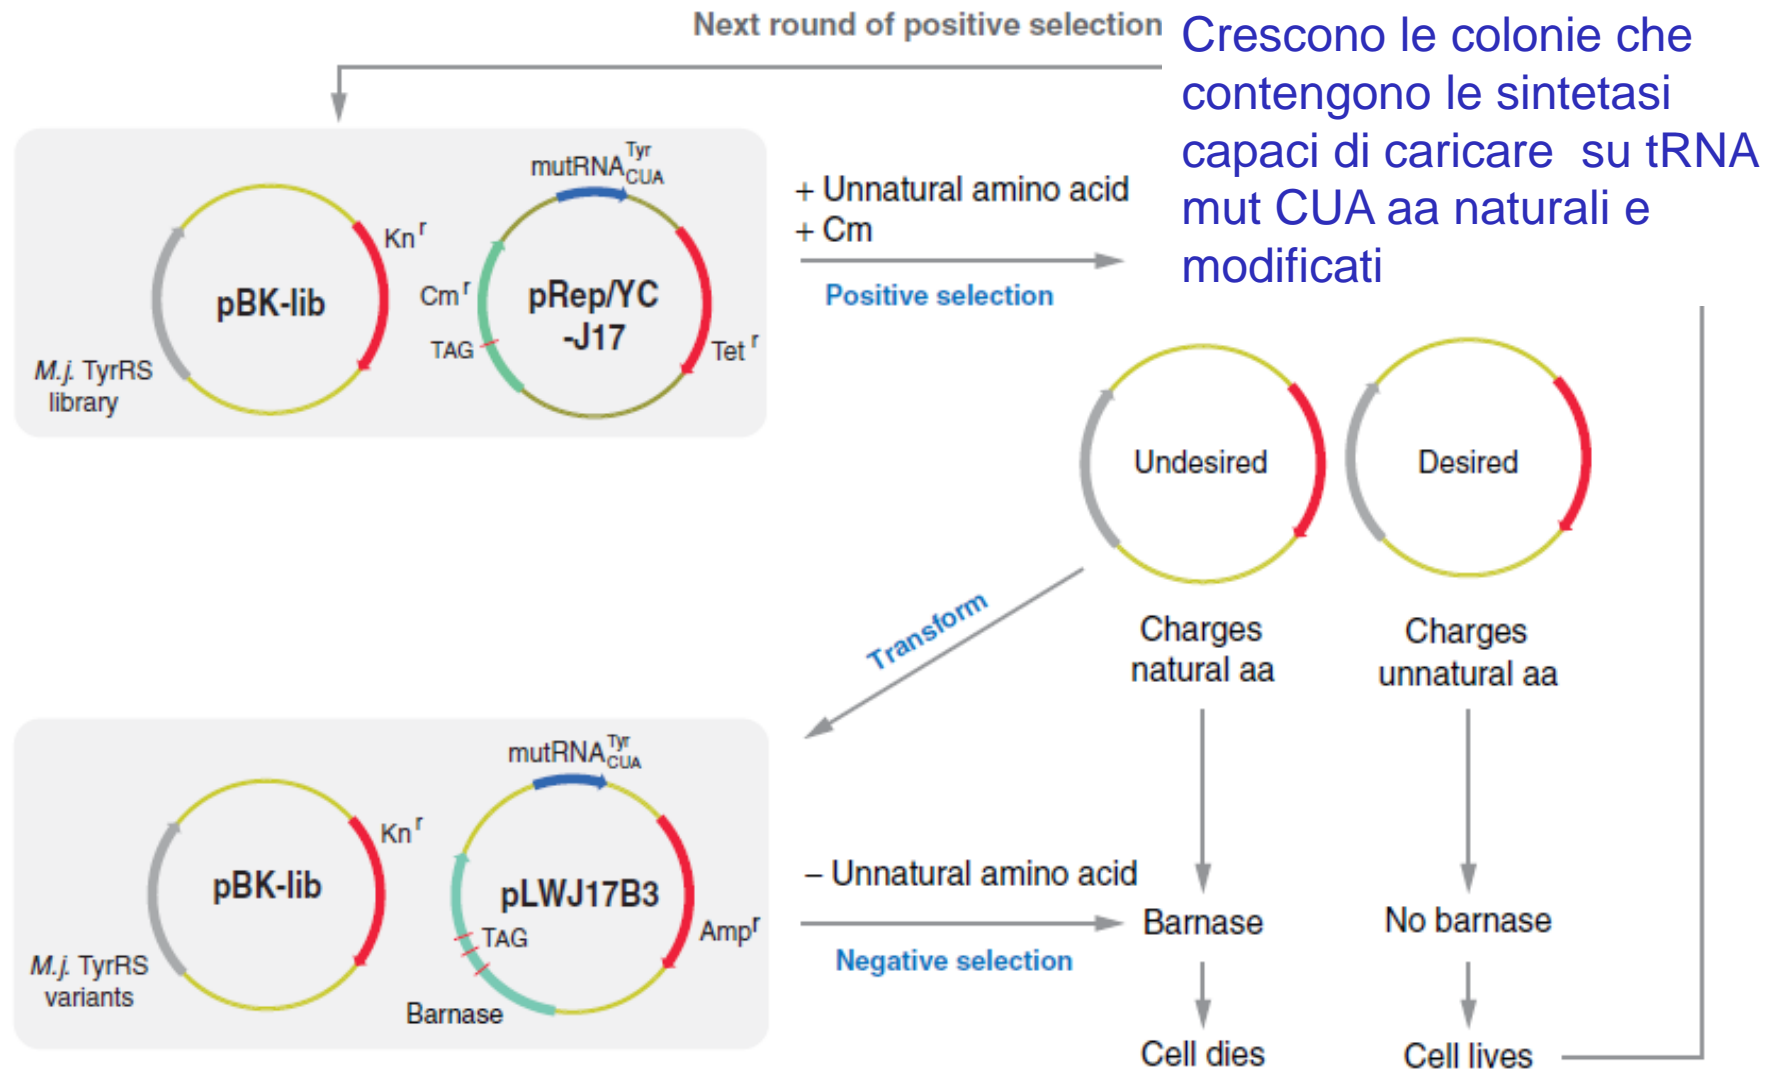 Next round of positive selection
Crescono le colonie che
contengono le sintetasi
capaci di caricare su tRNA
mut CUA aa naturali e
modificati
mutRNA Tyr CUA
Kn r
pBK-lib
Cm r
pRep/YC
-J17
TAG
Tet r
M.j. TyrRS
library
+ Unnatural amino acid
+ Cm
Positive selection
Undesired
Desired
Charges
natural aa
Charges
unnatural aa
Transform
mutRNA Tyr CUA
Kn r
pBK-lib
pLWJ17B3
TAG
Amp r
M.j. TyrRS
variants
Barnase
– Unnatural amino acid
Negative selection
Barnase
No barnase
Cell dies
Cell lives